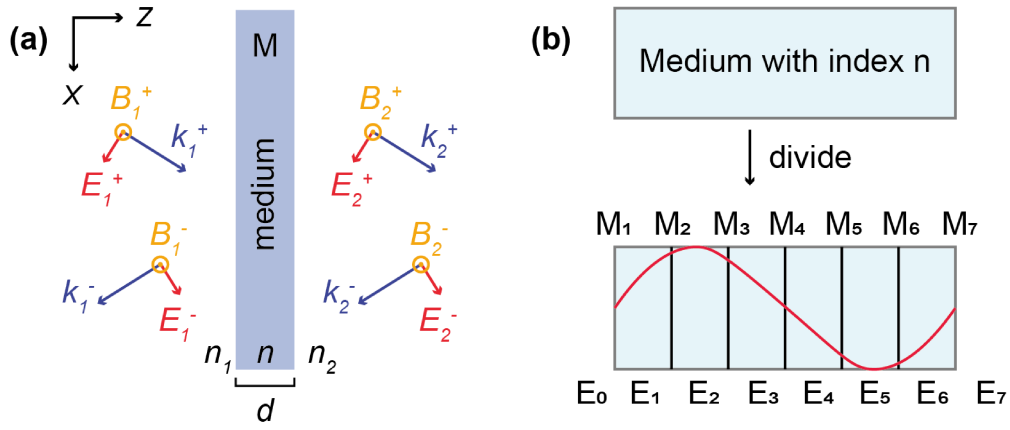 (a)
z
x
M
medium
B₁⁺
k₁⁺
E₁⁺
B₂⁺
k₂⁺
E₂⁺
B₁⁻
k₁⁻
E₁⁻
B₂⁻
k₂⁻
E₂⁻
n₁ n n₂
d
(b)
Medium with index n
divide
M₁ M₂ M₃ M₄ M₅ M₆ M₇
E₀ E₁ E₂ E₃ E₄ E₅ E₆ E₇